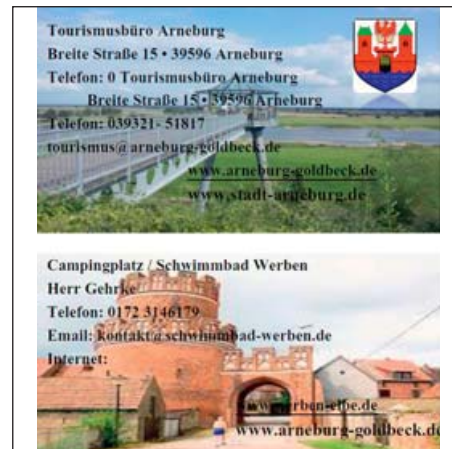 Tourismusbüro Arneburg
Breite Straße 15 • 39596 Arneburg
Telefon: 0 Tourismusbüro Arneburg
Breite Straße 15 • 39596 Arneburg
Telefon: 039321- 51817
tourismus@arneburg-goldbeck.de
www.arneburg-goldbeck.de
www.stadt-arneburg.de
Campingplatz / Schwimmbad Werben
Herr Gehrke
Telefon: 0172 3146179
Email: kontakt@schwimmbad-werben.de
Internet:
www.werben-elbe.de
www.arneburg-goldbeck.de